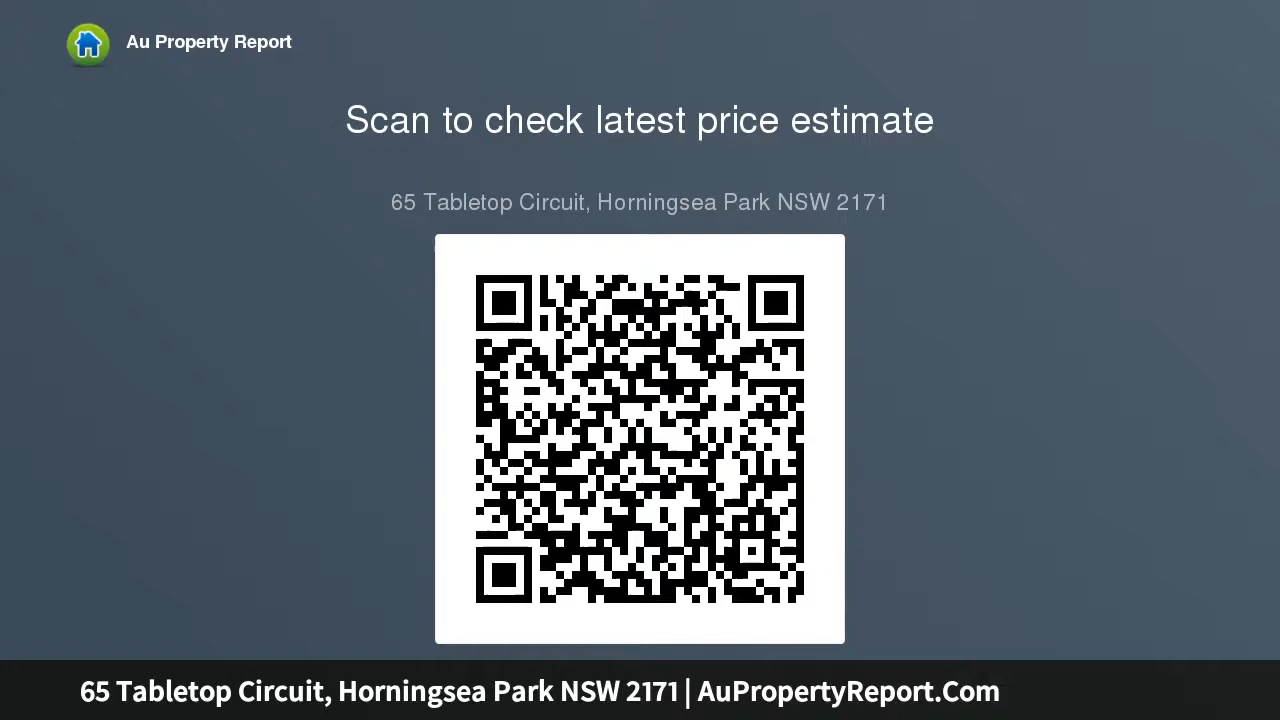 Au Property Report
Scan to check latest price estimate
65 Tabletop Circuit, Horningsea Park NSW 2171
65 Tabletop Circuit, Horningsea Park NSW 2171 | AuPropertyReport.Com